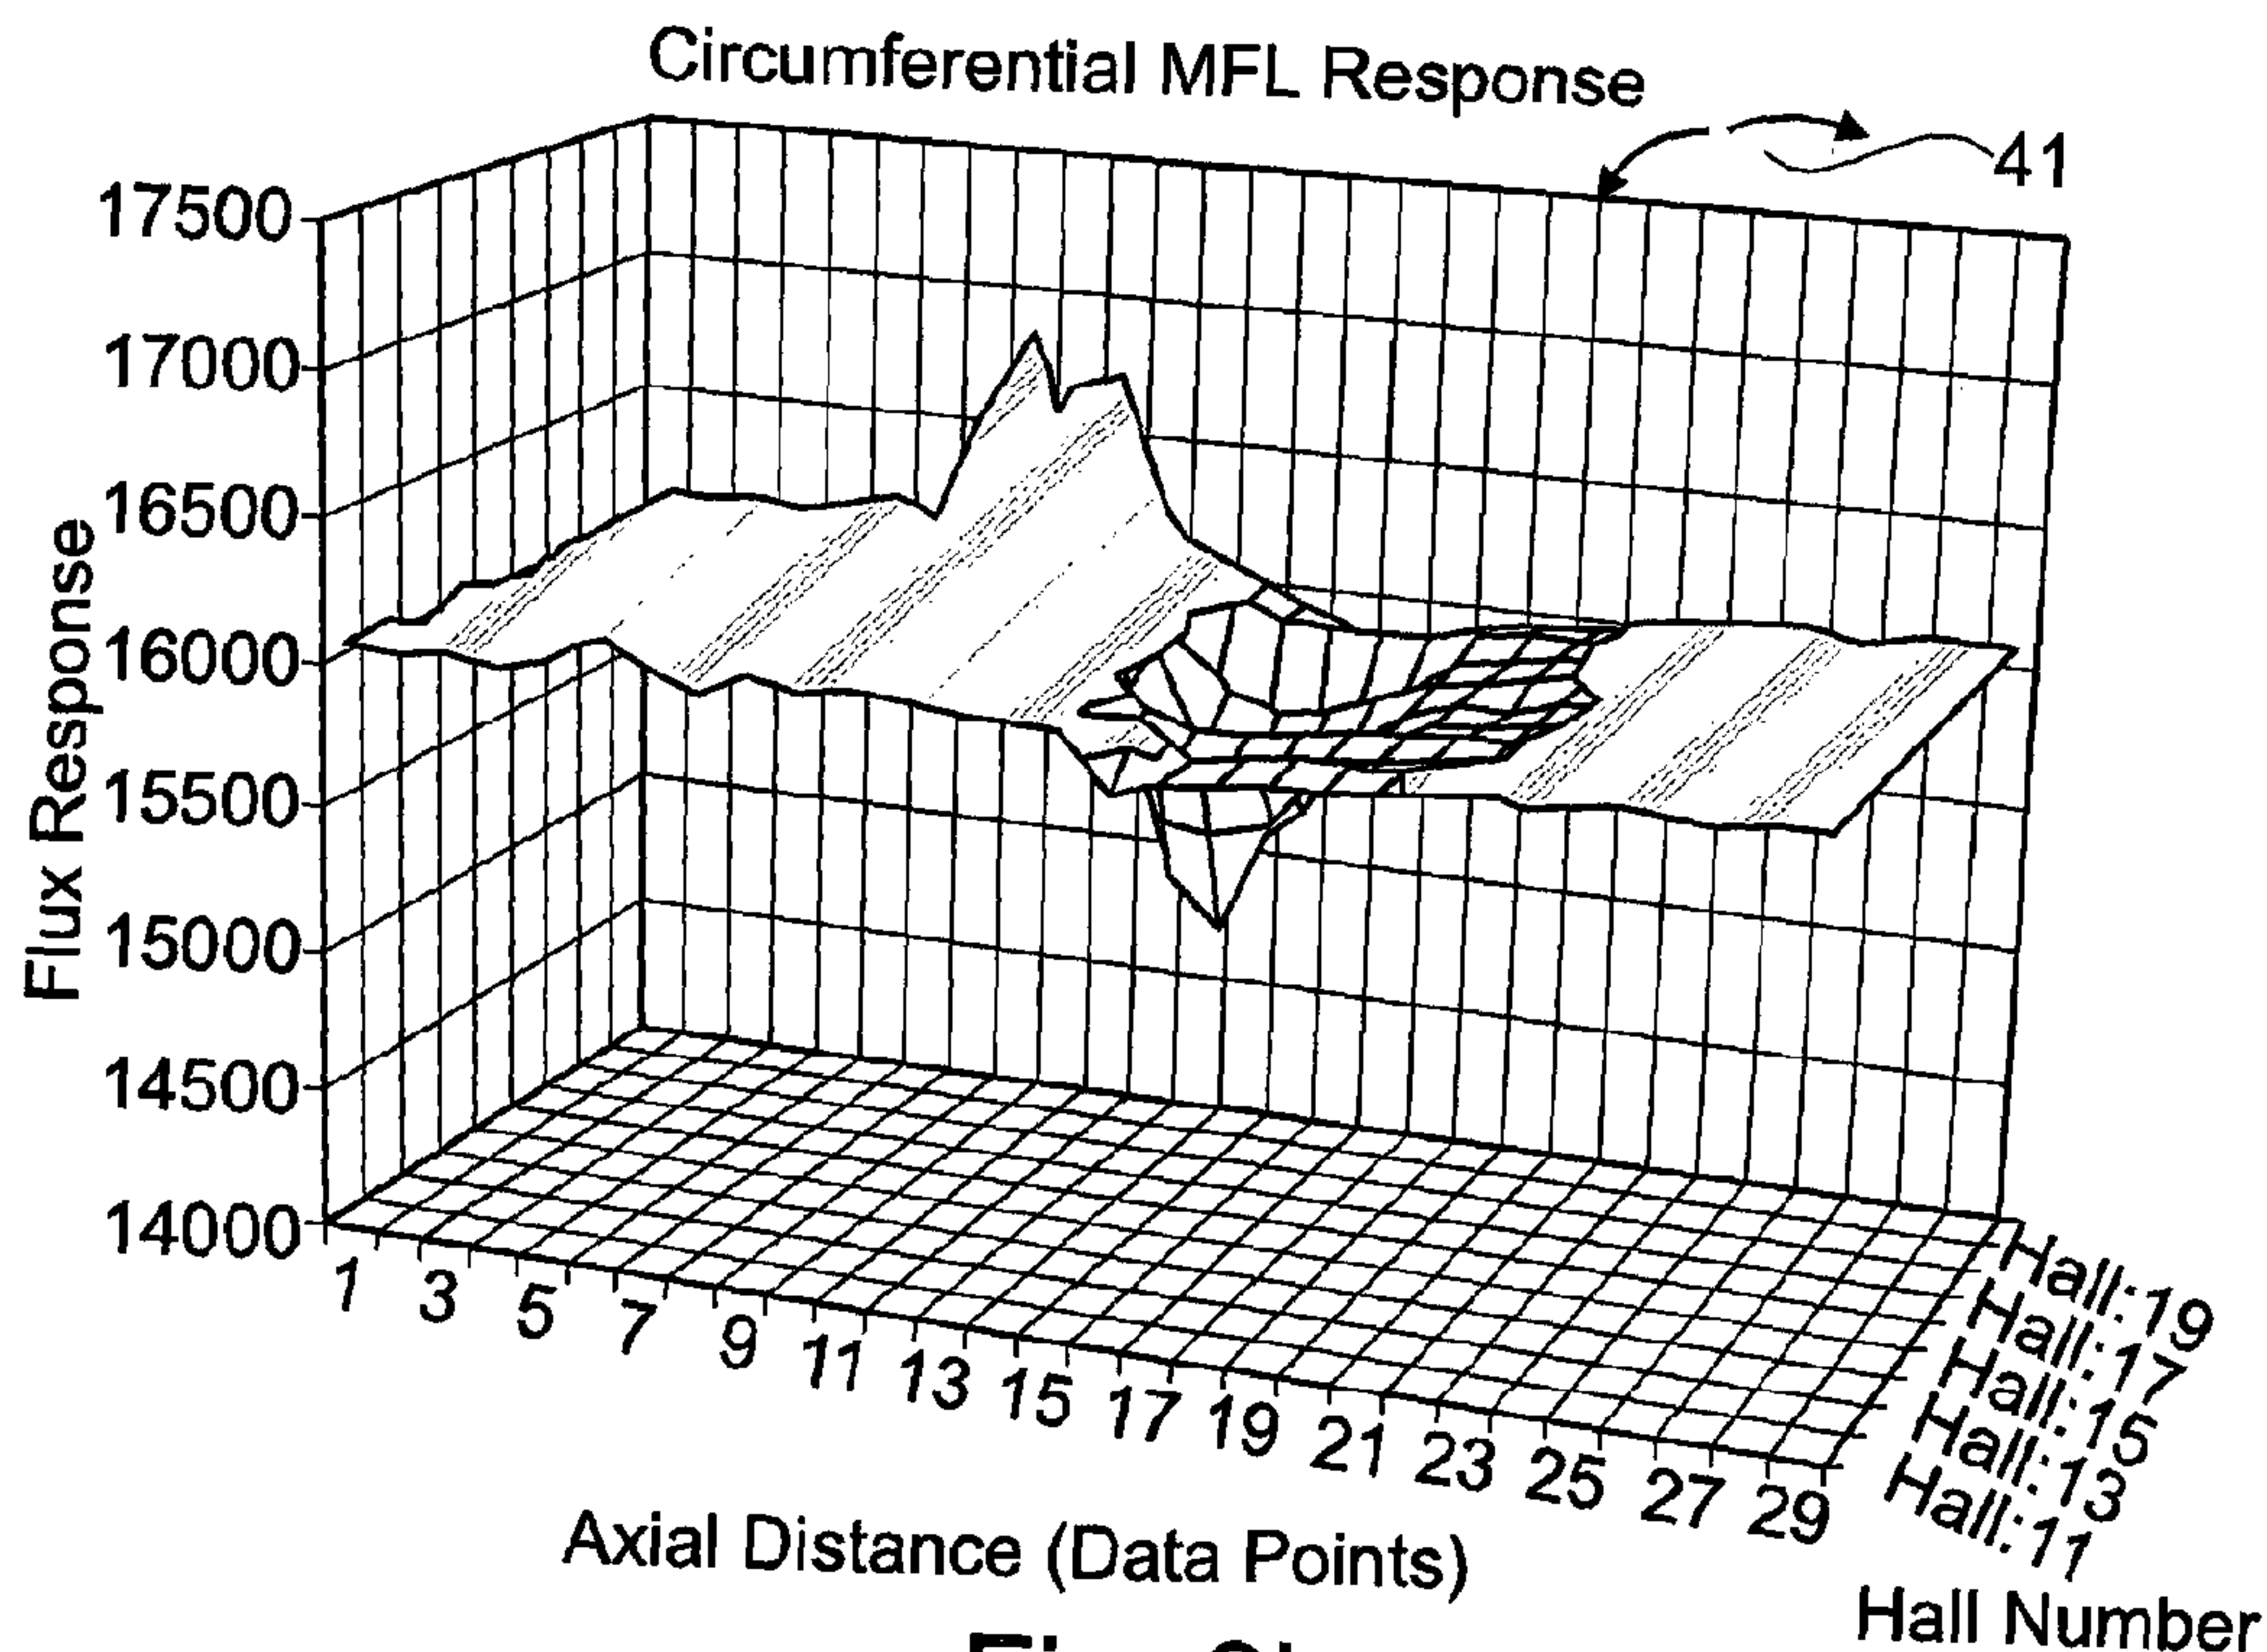 Circumferential MFL Response
41
17500
17000
16500
16000
15500
15000
14500
14000
Flux Response
1 3 5 7 9 11 13 15 17 19 21 23 25 27 29
Axial Distance (Data Points)
Hall:19
Hall:17
Hall:15
Hall:13
Hall:11
Hall Number